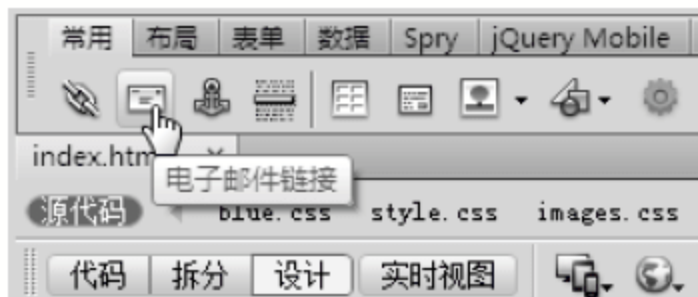 常用 布局 表单 数据 Spry jQuery Mobile
index.htm
电子邮件链接
源代码 blue.css style.css images.css
代码 拆分 设计 实时视图